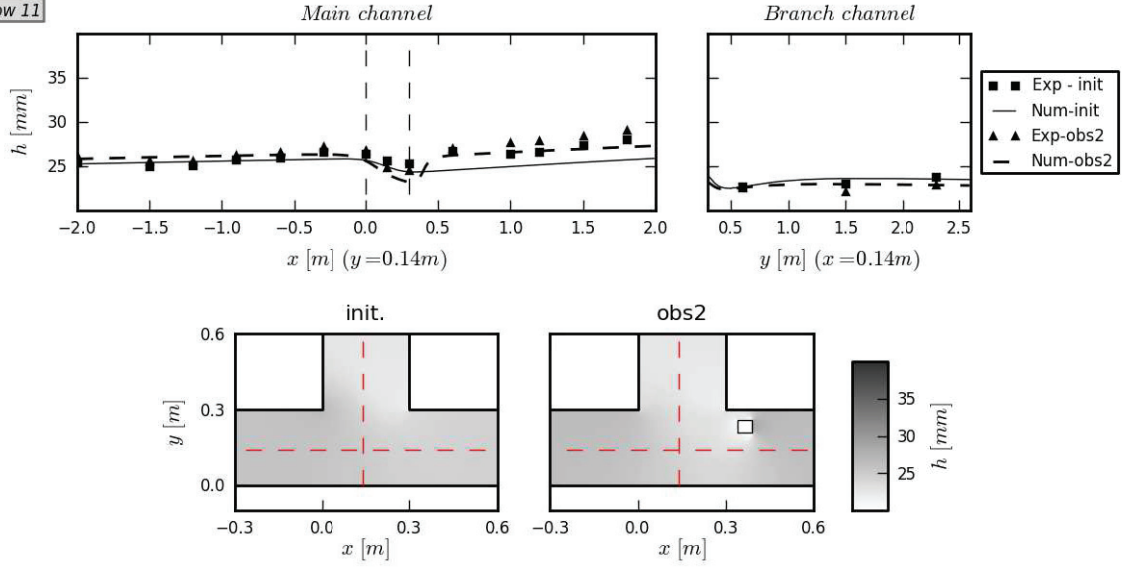 ow 11
Main channel
Branch channel
35
30
25
h [mm]
−2.0 −1.5 −1.0 −0.5 0.0 0.5 1.0 1.5 2.0
x [m] (y=0.14m)
0.5 1.0 1.5 2.0 2.5
y [m] (x=0.14m)
Exp - init
Num-init
Exp-obs2
Num-obs2
init.
obs2
0.6
0.3
0.0
y [m]
−0.3 0.0 0.3 0.6
x [m]
−0.3 0.0 0.3 0.6
x [m]
35
30
25
h [mm]